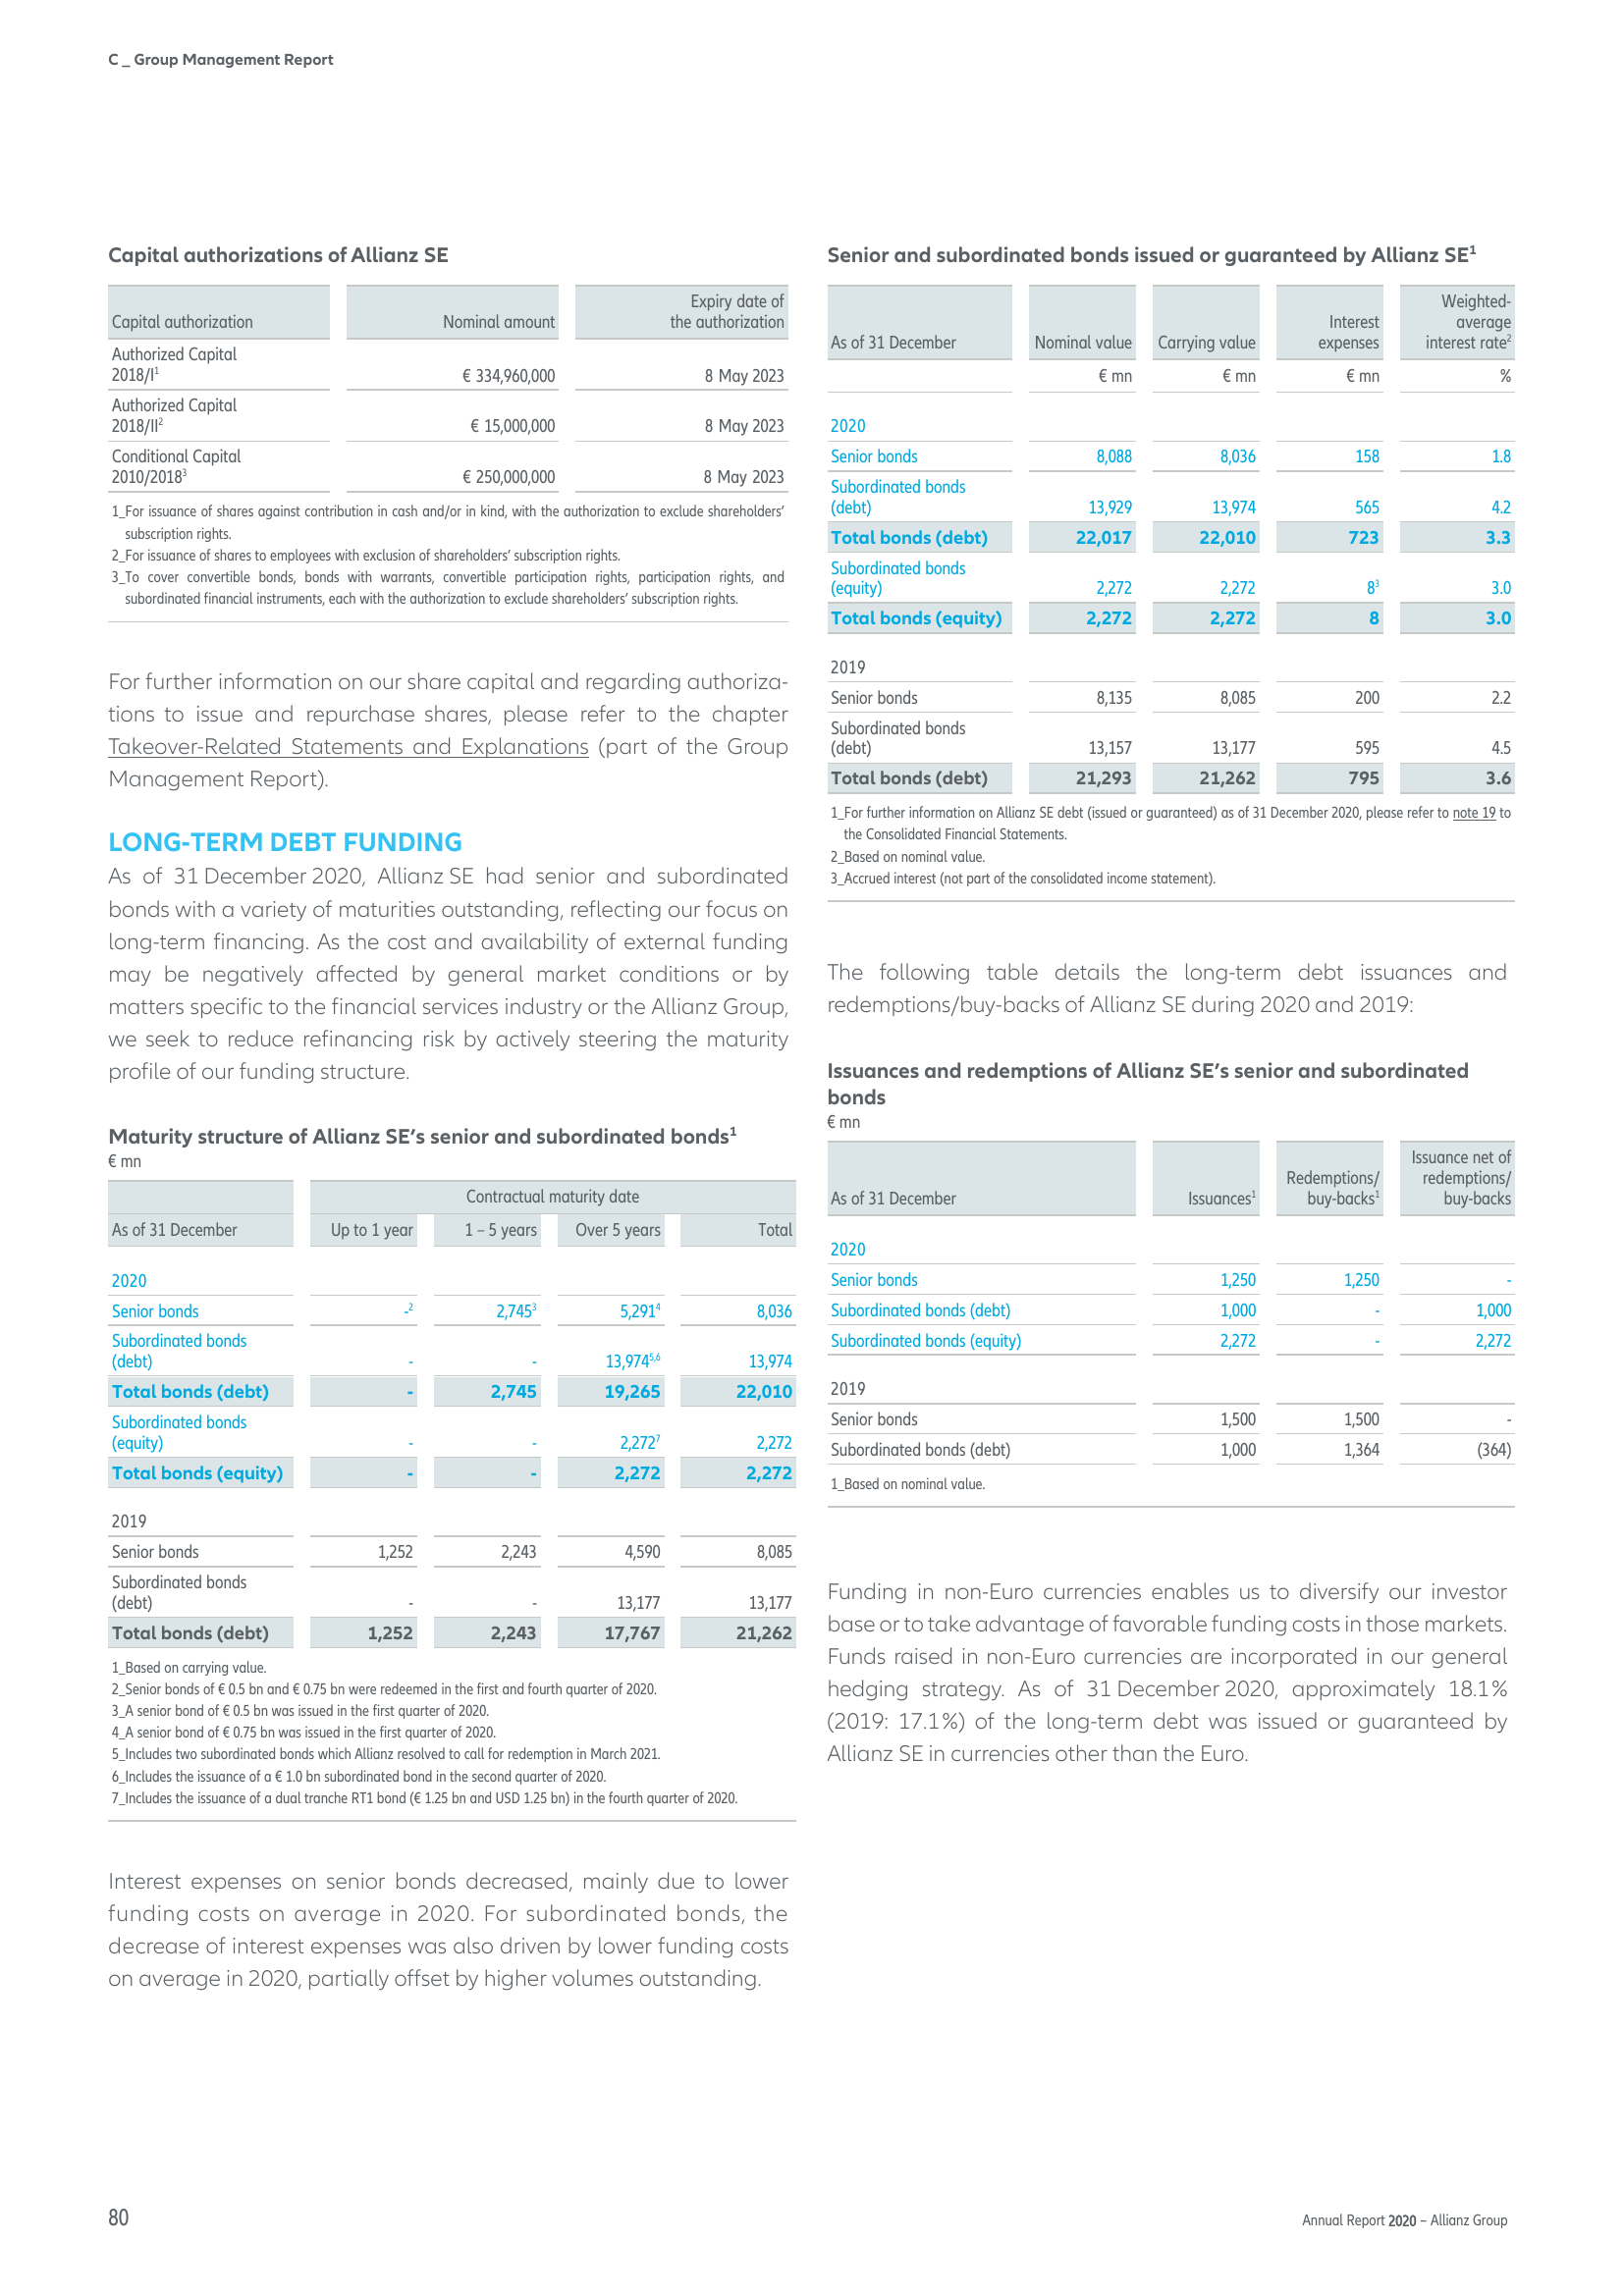 C _ Group Management Report
Capital authorizations of Allianz SE
Capital authorization Nominal amount Expiry date of the authorization
Authorized Capital
2018/I1 € 334,960,000 8 May 2023
Authorized Capital
2018/II2 € 15,000,000 8 May 2023
Conditional Capital
2010/20183 € 250,000,000 8 May 2023
1_For issuance of shares against contribution in cash and/or in kind, with the authorization to exclude shareholders’
subscription rights.
2_For issuance of shares to employees with exclusion of shareholders’ subscription rights.
3_To cover convertible bonds, bonds with warrants, convertible participation rights, participation rights, and
subordinated financial instruments, each with the authorization to exclude shareholders’ subscription rights.
For further information on our share capital and regarding authoriza-
tions to issue and repurchase shares, please refer to the chapter
Takeover-Related Statements and Explanations (part of the Group
Management Report).
LONG-TERM DEBT FUNDING
As of 31 December 2020, Allianz SE had senior and subordinated
bonds with a variety of maturities outstanding, reflecting our focus on
long-term financing. As the cost and availability of external funding
may be negatively affected by general market conditions or by
matters specific to the financial services industry or the Allianz Group,
we seek to reduce refinancing risk by actively steering the maturity
profile of our funding structure.
Maturity structure of Allianz SE’s senior and subordinated bonds1
€ mn
Contractual maturity date
As of 31 December Up to 1 year 1 – 5 years Over 5 years Total
2020
Senior bonds -2 2,7453 5,2914 8,036
Subordinated bonds
(debt) - - 13,9745,6 13,974
Total bonds (debt) - 2,745 19,265 22,010
Subordinated bonds
(equity) - - 2,2727 2,272
Total bonds (equity) - - 2,272 2,272
2019
Senior bonds 1,252 2,243 4,590 8,085
Subordinated bonds
(debt) - - 13,177 13,177
Total bonds (debt) 1,252 2,243 17,767 21,262
1_Based on carrying value.
2_Senior bonds of € 0.5 bn and € 0.75 bn were redeemed in the first and fourth quarter of 2020.
3_A senior bond of € 0.5 bn was issued in the first quarter of 2020.
4_A senior bond of € 0.75 bn was issued in the first quarter of 2020.
5_Includes two subordinated bonds which Allianz resolved to call for redemption in March 2021.
6_Includes the issuance of a € 1.0 bn subordinated bond in the second quarter of 2020.
7_Includes the issuance of a dual tranche RT1 bond (€ 1.25 bn and USD 1.25 bn) in the fourth quarter of 2020.
Interest expenses on senior bonds decreased, mainly due to lower
funding costs on average in 2020. For subordinated bonds, the
decrease of interest expenses was also driven by lower funding costs
on average in 2020, partially offset by higher volumes outstanding.
Senior and subordinated bonds issued or guaranteed by Allianz SE1
As of 31 December Nominal value Carrying value Interest expenses Weighted-average interest rate2
€ mn € mn € mn %
2020
Senior bonds 8,088 8,036 158 1.8
Subordinated bonds
(debt) 13,929 13,974 565 4.2
Total bonds (debt) 22,017 22,010 723 3.3
Subordinated bonds
(equity) 2,272 2,272 83 3.0
Total bonds (equity) 2,272 2,272 8 3.0
2019
Senior bonds 8,135 8,085 200 2.2
Subordinated bonds
(debt) 13,157 13,177 595 4.5
Total bonds (debt) 21,293 21,262 795 3.6
1_For further information on Allianz SE debt (issued or guaranteed) as of 31 December 2020, please refer to note 19 to
the Consolidated Financial Statements.
2_Based on nominal value.
3_Accrued interest (not part of the consolidated income statement).
The following table details the long-term debt issuances and
redemptions/buy-backs of Allianz SE during 2020 and 2019:
Issuances and redemptions of Allianz SE’s senior and subordinated
bonds
€ mn
As of 31 December Issuances1 Redemptions/buy-backs1 Issuance net of redemptions/buy-backs
2020
Senior bonds 1,250 1,250 -
Subordinated bonds (debt) 1,000 - 1,000
Subordinated bonds (equity) 2,272 - 2,272
2019
Senior bonds 1,500 1,500 -
Subordinated bonds (debt) 1,000 1,364 (364)
1_Based on nominal value.
Funding in non-Euro currencies enables us to diversify our investor
base or to take advantage of favorable funding costs in those markets.
Funds raised in non-Euro currencies are incorporated in our general
hedging strategy. As of 31 December 2020, approximately 18.1%
(2019: 17.1%) of the long-term debt was issued or guaranteed by
Allianz SE in currencies other than the Euro.
80
Annual Report 2020 – Allianz Group